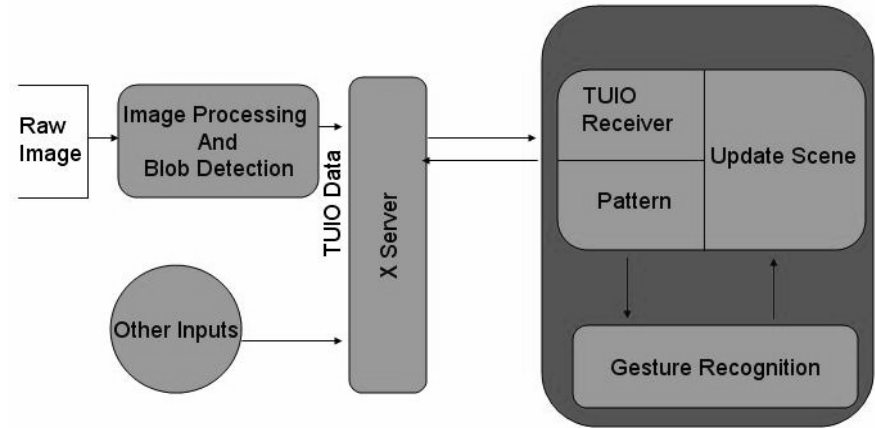 Raw
Image
Image Processing
And
Blob Detection
TUIO Data
X Server
Other Inputs
TUIO
Receiver
Pattern
Update Scene
Gesture Recognition